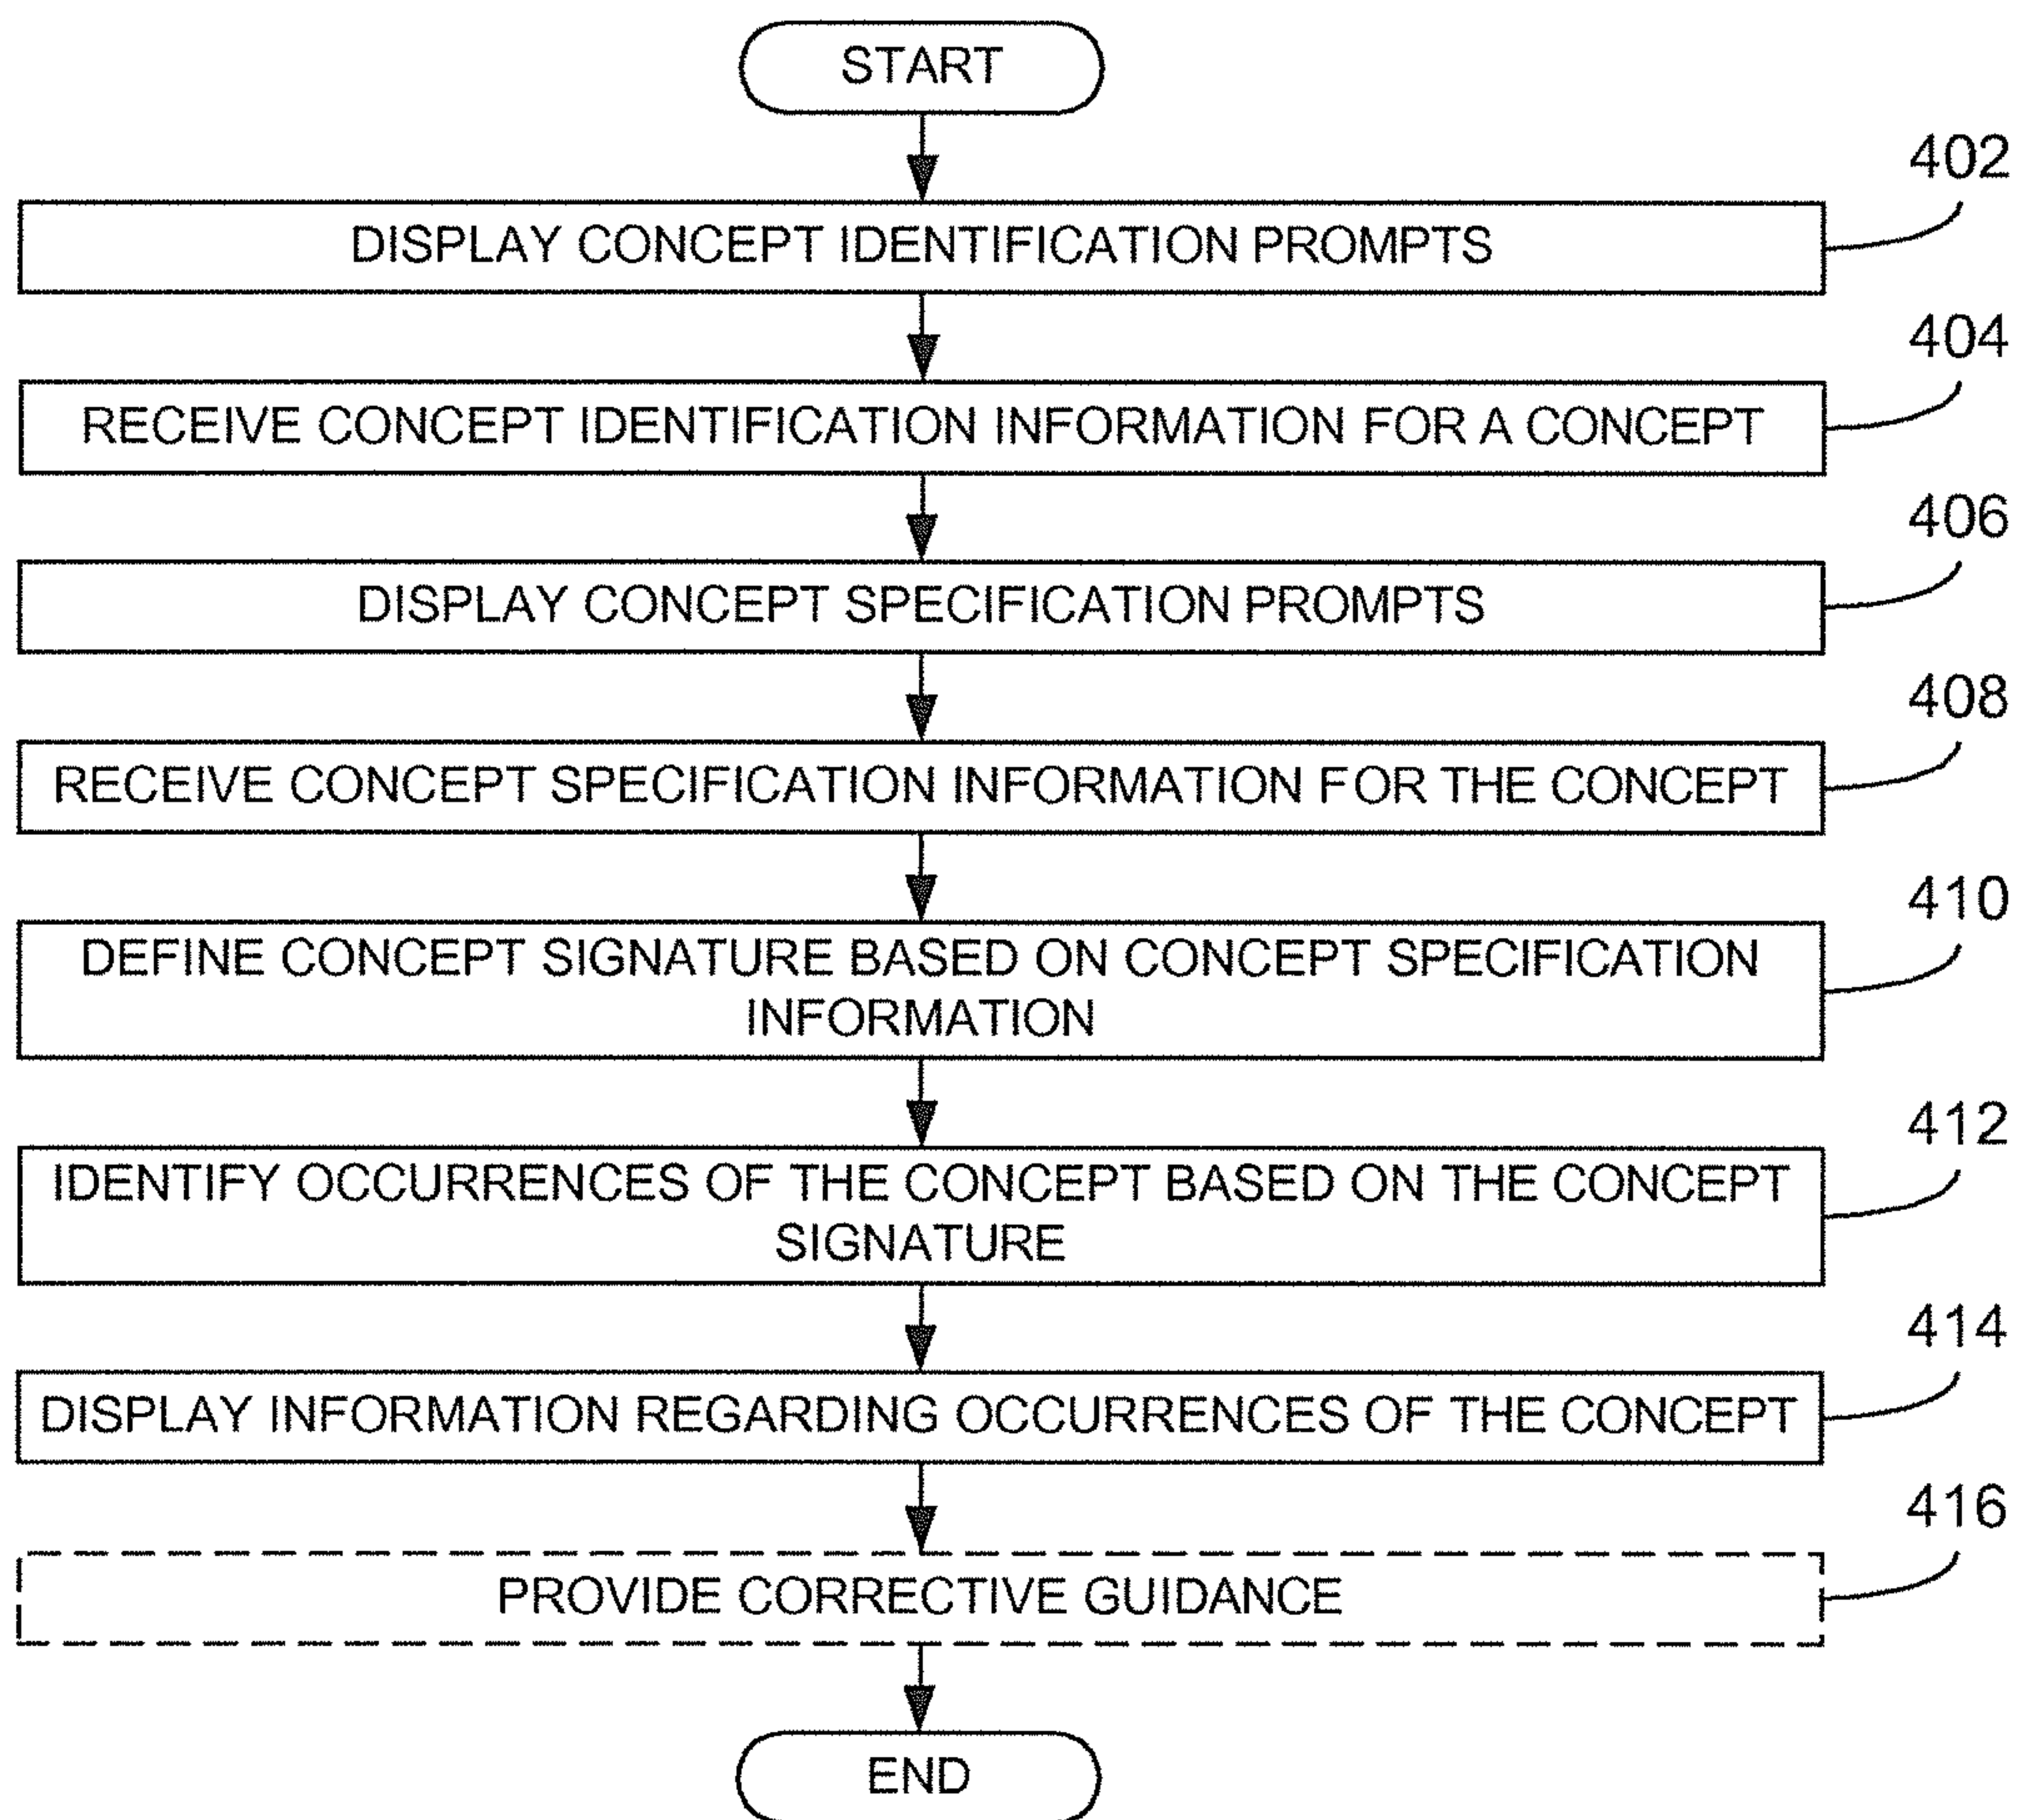 START
402
DISPLAY CONCEPT IDENTIFICATION PROMPTS
404
RECEIVE CONCEPT IDENTIFICATION INFORMATION FOR A CONCEPT
406
DISPLAY CONCEPT SPECIFICATION PROMPTS
408
RECEIVE CONCEPT SPECIFICATION INFORMATION FOR THE CONCEPT
410
DEFINE CONCEPT SIGNATURE BASED ON CONCEPT SPECIFICATION
INFORMATION
412
IDENTIFY OCCURRENCES OF THE CONCEPT BASED ON THE CONCEPT
SIGNATURE
414
DISPLAY INFORMATION REGARDING OCCURRENCES OF THE CONCEPT
416
PROVIDE CORRECTIVE GUIDANCE
END